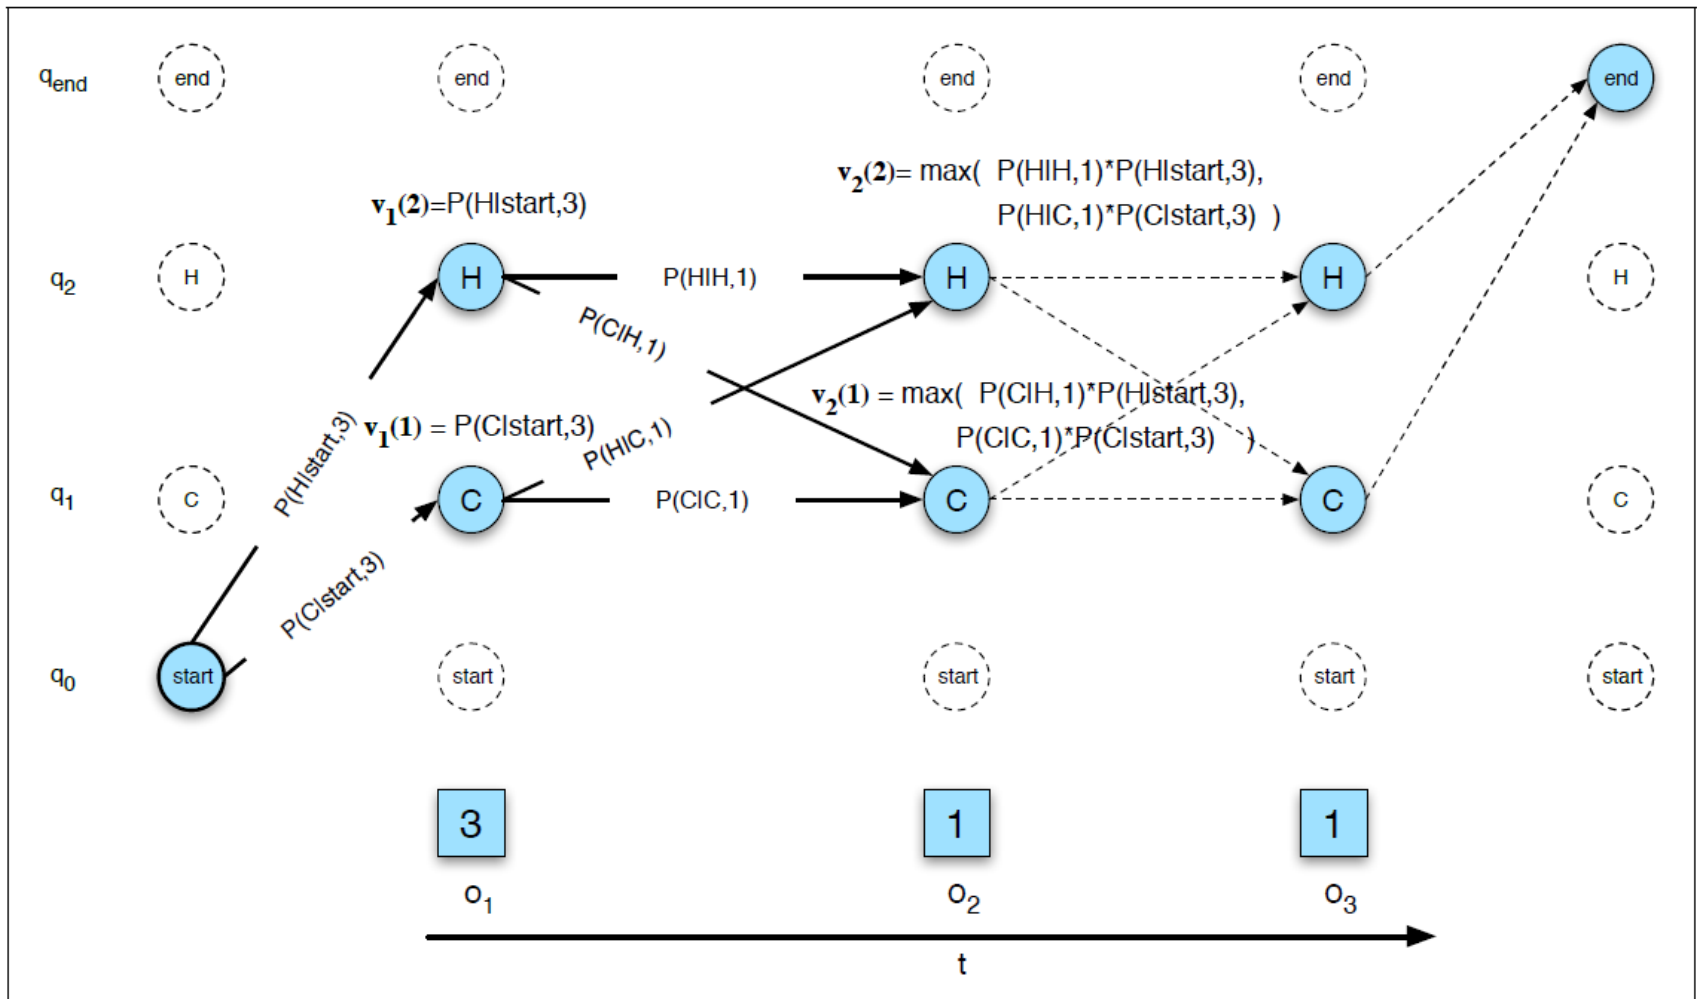 q_end end end end end end
v_2(2)= max( P(H|H,1)*P(H|start,3),
P(H|C,1)*P(C|start,3) )
v_1(2)=P(H|start,3)
q_2 H H P(H|H,1) H H H
P(C|H,1)
v_2(1) = max( P(C|H,1)*P(H|start,3),
P(C|C,1)*P(C|start,3) )
v_1(1) = P(C|start,3)
P(H|C,1)
P(H|start,3)
q_1 C C P(C|C,1) C C C
P(C|start,3)
q_0 start start start start start
3 1 1
o_1 o_2 o_3
t